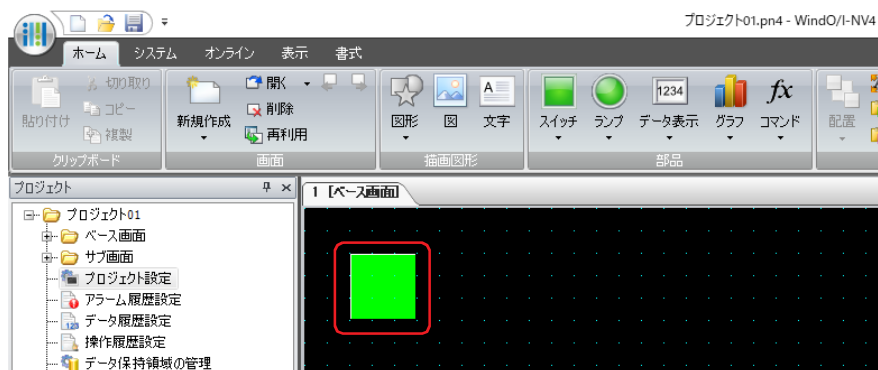 プロジェクト01.pn4 - WindO/I-NV4
ホーム システム オンライン 表示 書式
貼り付け 切り取り コピー 複製
新規作成 開く 削除 再利用
図形 図 文字
スイッチ ランプ 1234 データ表示 グラフ fx コマンド
配置
クリップボード 画面 描画図形 部品
プロジェクト
1 [ベース画面]
プロジェクト01
ベース画面
サブ画面
プロジェクト設定
アラーム履歴設定
データ履歴設定
操作履歴設定
データ保持領域の管理